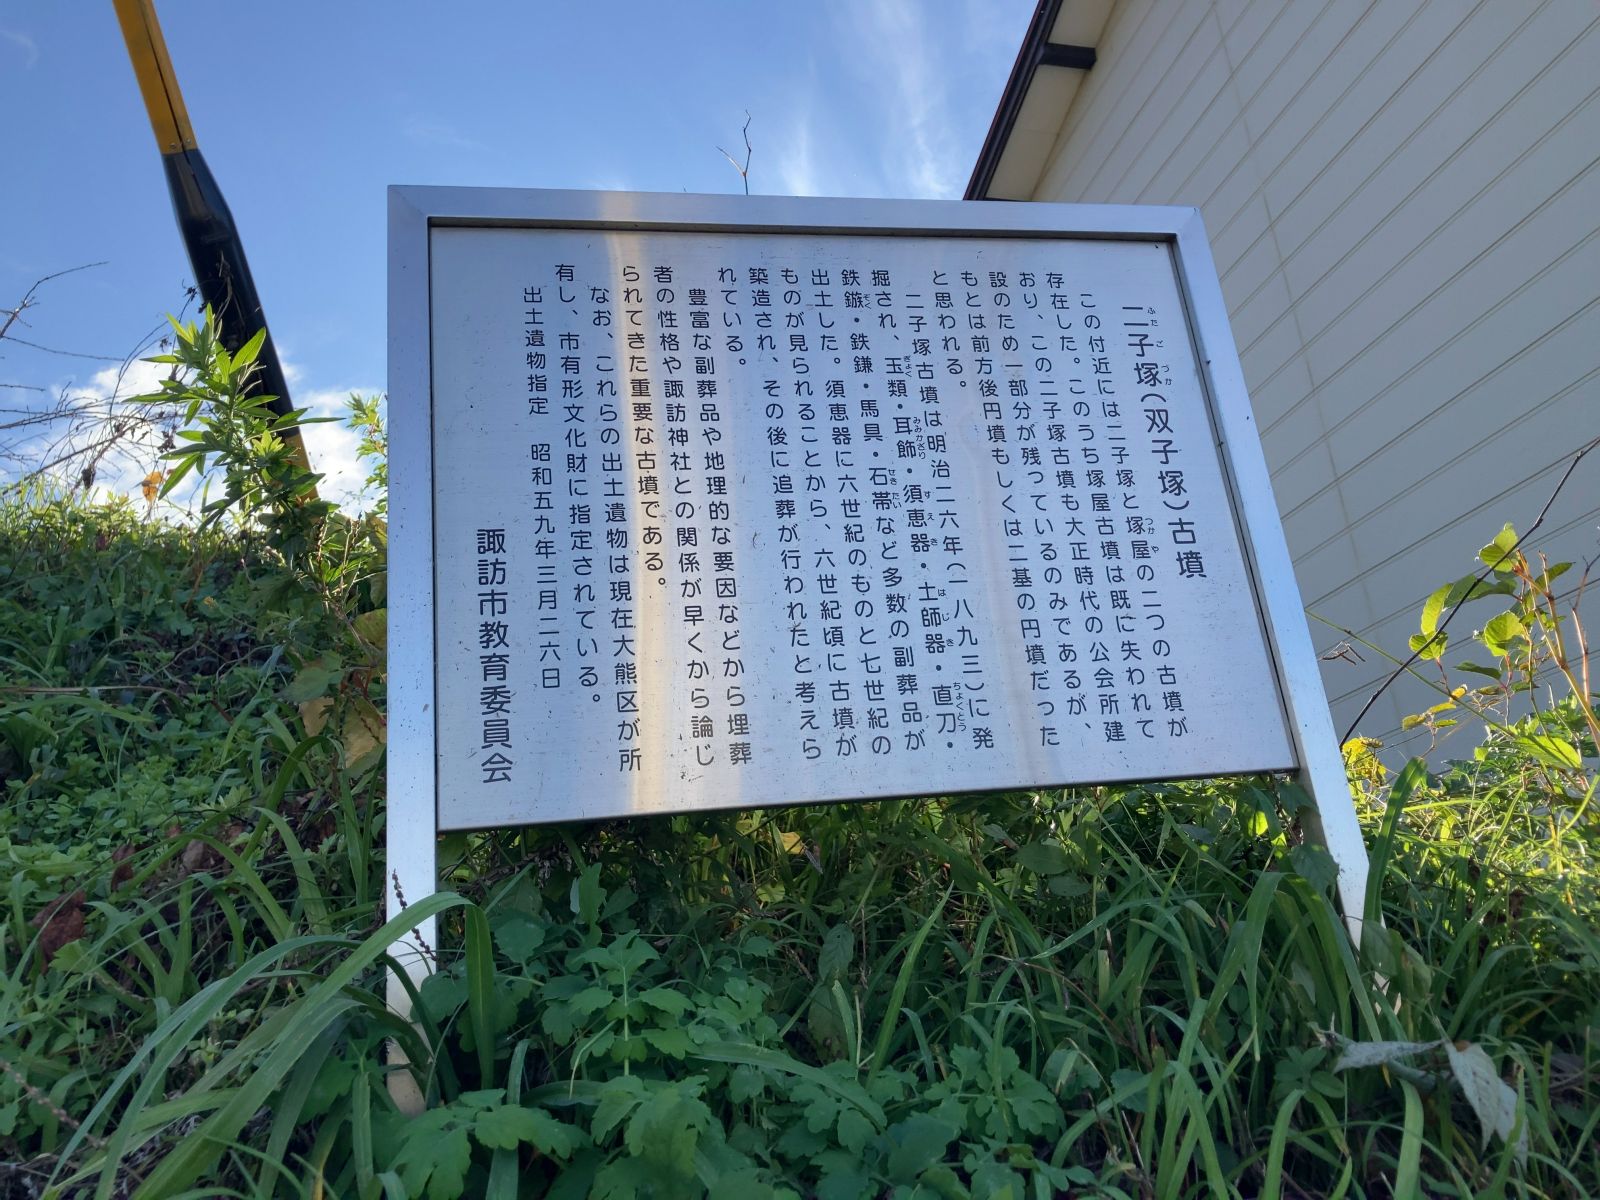 二子塚(双子塚)古墳
この付近には二子塚と塚屋の二つの古墳が
存在した。このうち塚屋古墳は既に失われて
おり、この二子塚古墳も大正時代の公会所建
設のため一部分が残っているのみであるが、
もとは前方後円墳もしくは二基の円墳だった
と思われる。
二子塚古墳は明治二六年(一八九三)に発
掘され、玉類・耳飾・須恵器・土師器・直刀・
鉄鏃・鉄鎌・馬具・石帯など多数の副葬品が
出土した。須恵器に六世紀のものと七世紀の
ものが見られることから、六世紀頃に古墳が
築造され、その後に追葬が行われたと考えら
れている。
豊富な副葬品や地理的な要因などから埋葬
者の性格や諏訪神社との関係が早くから論じ
られてきた重要な古墳である。
なお、これらの出土遺物は現在大熊区が所
有し、市有形文化財に指定されている。
出土遺物指定 昭和五九年三月二六日
諏訪市教育委員会